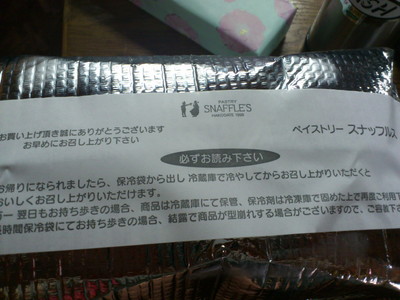 PASTRY
SNAFFLE'S
HAKODATE 1998
お買い上げ頂き誠にありがとうございます
お早めにお召し上がり下さい
ペイストリー スナッフルス
必ずお読み下さい
お帰りになられましたら、保冷袋から出し 冷蔵庫で冷やしてからお召し上がりいただくと
おいしくお召し上がりいただけます。
翌日もお持ち歩きの場合、商品は冷蔵庫にて保管、保冷剤は冷凍庫で固めた上で再度ご利用下
長時間保冷袋にてお持ち歩きの場合、結露で商品が型崩れする場合がございますので、ご容赦下さ